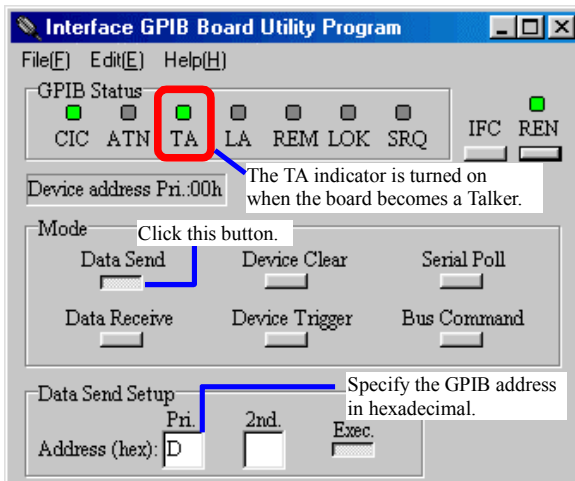 Interface GPIB Board Utility Program
File(F) Edit(E) Help(H)
GPIB Status
CIC ATN TA LA REM LOK SRQ IFC REN
The TA indicator is turned on
when the board becomes a Talker.
Device address Pri.:00h
Mode
Click this button.
Data Send Device Clear Serial Poll
Data Receive Device Trigger Bus Command
Specify the GPIB address
in hexadecimal.
Data Send Setup
Pri. 2nd. Exec.
Address (hex): D